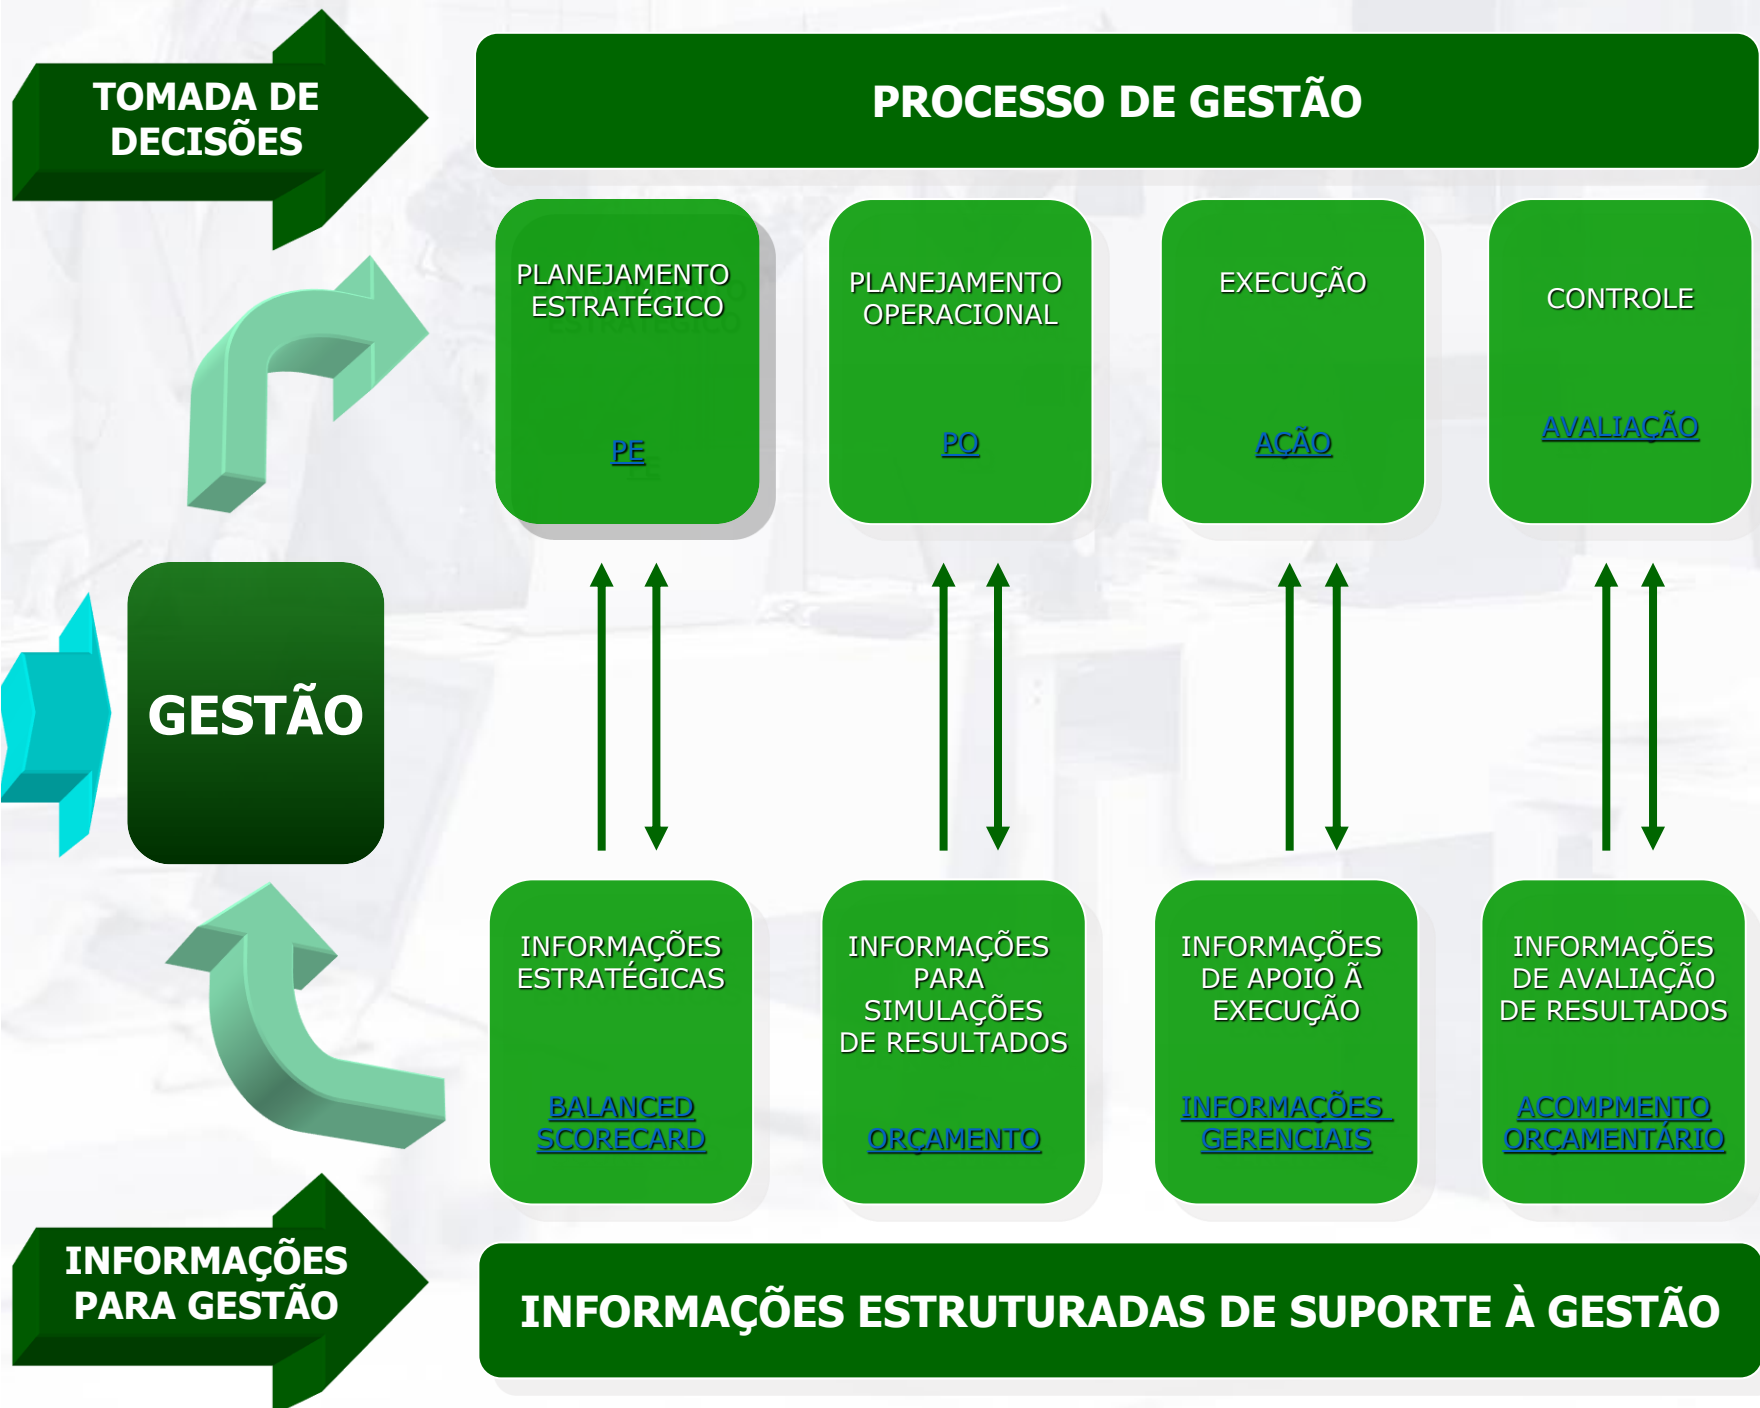 TOMADA DE
DECISÕES
PROCESSO DE GESTÃO
PLANEJAMENTO
ESTRATÉGICO
PE
PLANEJAMENTO
OPERACIONAL
PO
EXECUÇÃO
AÇÃO
CONTROLE
AVALIAÇÃO
GESTÃO
INFORMAÇÕES
ESTRATÉGICAS
BALANCED
SCORECARD
INFORMAÇÕES
PARA
SIMULAÇÕES
DE RESULTADOS
ORÇAMENTO
INFORMAÇÕES
DE APOIO Ã
EXECUÇÃO
INFORMAÇÕES
GERENCIAIS
INFORMAÇÕES
DE AVALIAÇÃO
DE RESULTADOS
ACOMPMENTO
ORÇAMENTÁRIO
INFORMAÇÕES
PARA GESTÃO
INFORMAÇÕES ESTRUTURADAS DE SUPORTE À GESTÃO